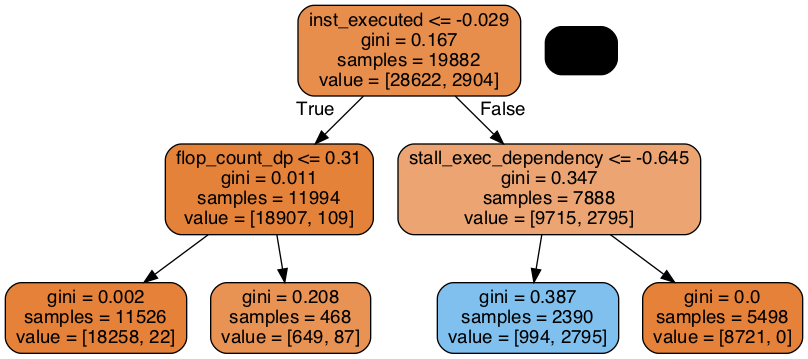 inst_executed <= -0.029
gini = 0.167
samples = 19882
value = [28622, 2904]
True
False
flop_count_dp <= 0.31
gini = 0.011
samples = 11994
value = [18907, 109]
stall_exec_dependency <= -0.645
gini = 0.347
samples = 7888
value = [9715, 2795]
gini = 0.002
samples = 11526
value = [18258, 22]
gini = 0.208
samples = 468
value = [649, 87]
gini = 0.387
samples = 2390
value = [994, 2795]
gini = 0.0
samples = 5498
value = [8721, 0]